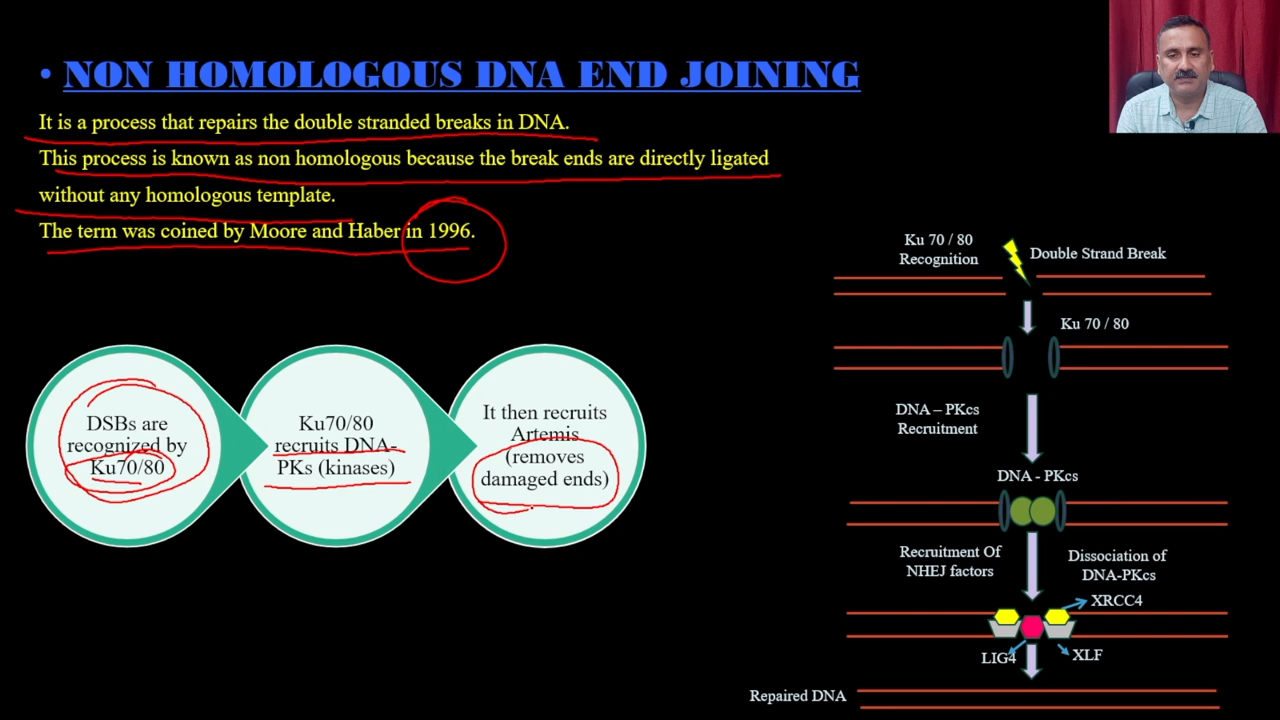 • NON HOMOLOGOUS DNA END JOINING
It is a process that repairs the double stranded breaks in DNA.
This process is known as non homologous because the break ends are directly ligated
without any homologous template.
The term was coined by Moore and Haber in 1996.
DSBs are
recognized by
Ku70/80
Ku70/80
recruits DNA-
PKs (kinases)
It then recruits
Artemis
(removes
damaged ends)
Ku 70 / 80
Recognition
Double Strand Break
Ku 70 / 80
DNA – PKcs
Recruitment
DNA - PKcs
Recruitment Of
NHEJ factors
Dissociation of
DNA-PKcs
XRCC4
LIG4
XLF
Repaired DNA